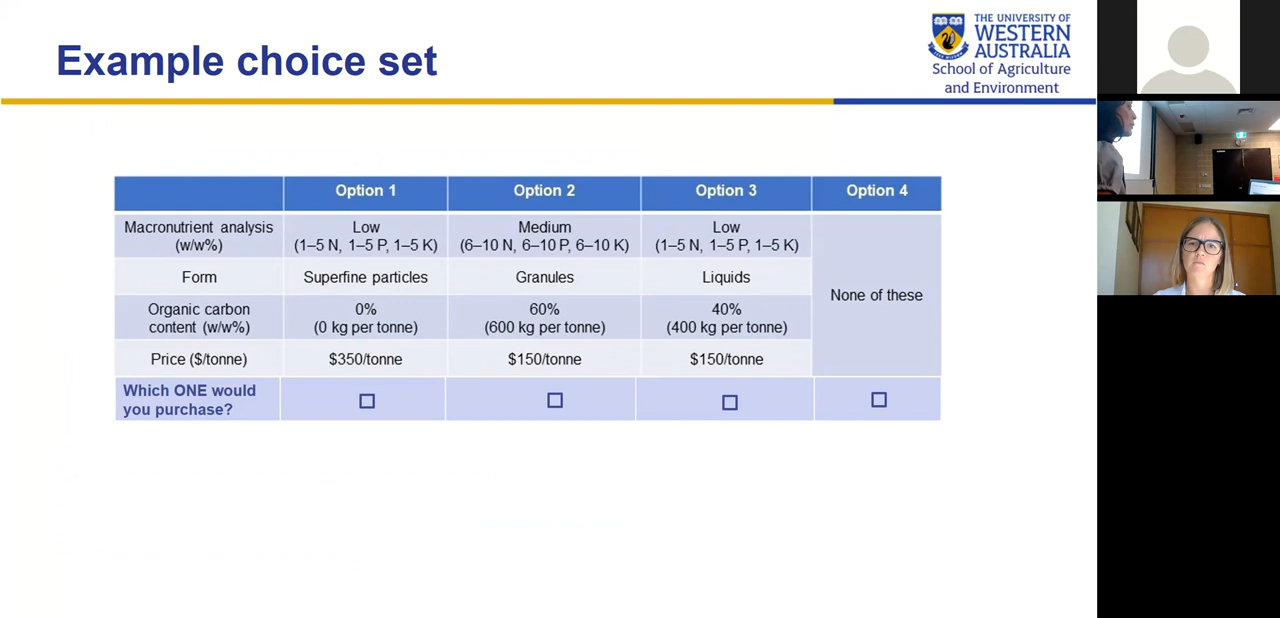 Example choice set
THE UNIVERSITY OF
WESTERN
AUSTRALIA
School of Agriculture
and Environment
Option 1 Option 2 Option 3 Option 4
Macronutrient analysis
(w/w%)
Low
(1–5 N, 1–5 P, 1–5 K)
Medium
(6–10 N, 6–10 P, 6–10 K)
Low
(1–5 N, 1–5 P, 1–5 K)
None of these
Form Superfine particles Granules Liquids
Organic carbon
content (w/w%)
0%
(0 kg per tonne)
60%
(600 kg per tonne)
40%
(400 kg per tonne)
Price ($/tonne) $350/tonne $150/tonne $150/tonne
Which ONE would
you purchase?